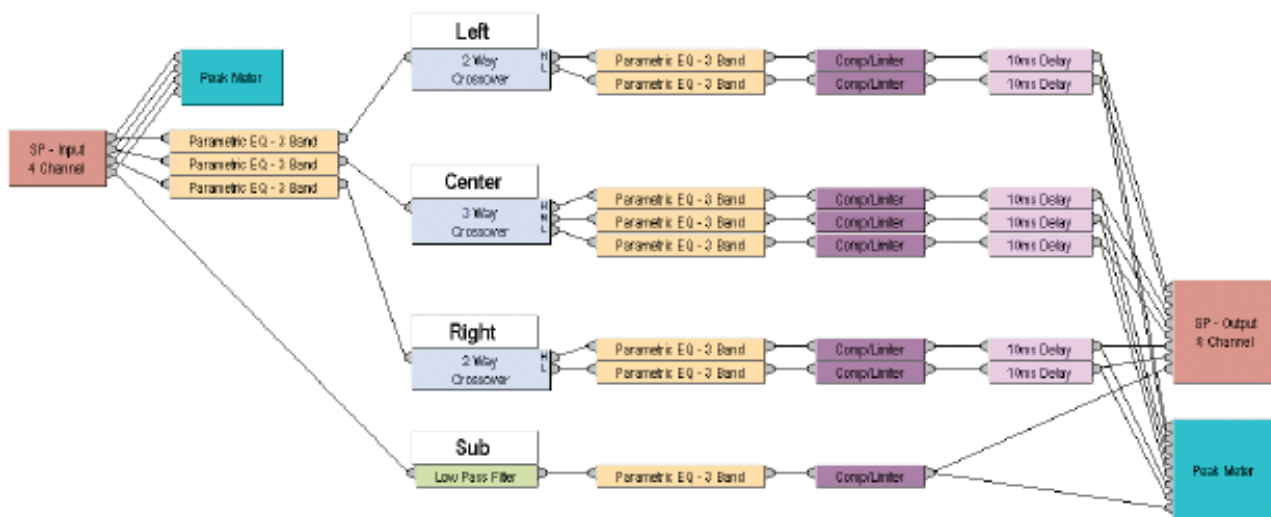 Left
2 Way
Crossover
H
L
Parametric EQ - 3 Band
Comp/Limiter
10ms Delay
Parametric EQ - 3 Band
Comp/Limiter
10ms Delay
Peak Meter
SP - Input
4 Channel
Parametric EQ - 3 Band
Parametric EQ - 3 Band
Parametric EQ - 3 Band
Center
3 Way
Crossover
H
M
L
Parametric EQ - 3 Band
Comp/Limiter
10ms Delay
Parametric EQ - 3 Band
Comp/Limiter
10ms Delay
Parametric EQ - 3 Band
Comp/Limiter
10ms Delay
Right
2 Way
Crossover
H
L
Parametric EQ - 3 Band
Comp/Limiter
10ms Delay
Parametric EQ - 3 Band
Comp/Limiter
10ms Delay
SP - Output
8 Channel
Sub
Low Pass Filter
Parametric EQ - 3 Band
Comp/Limiter
Peak Meter